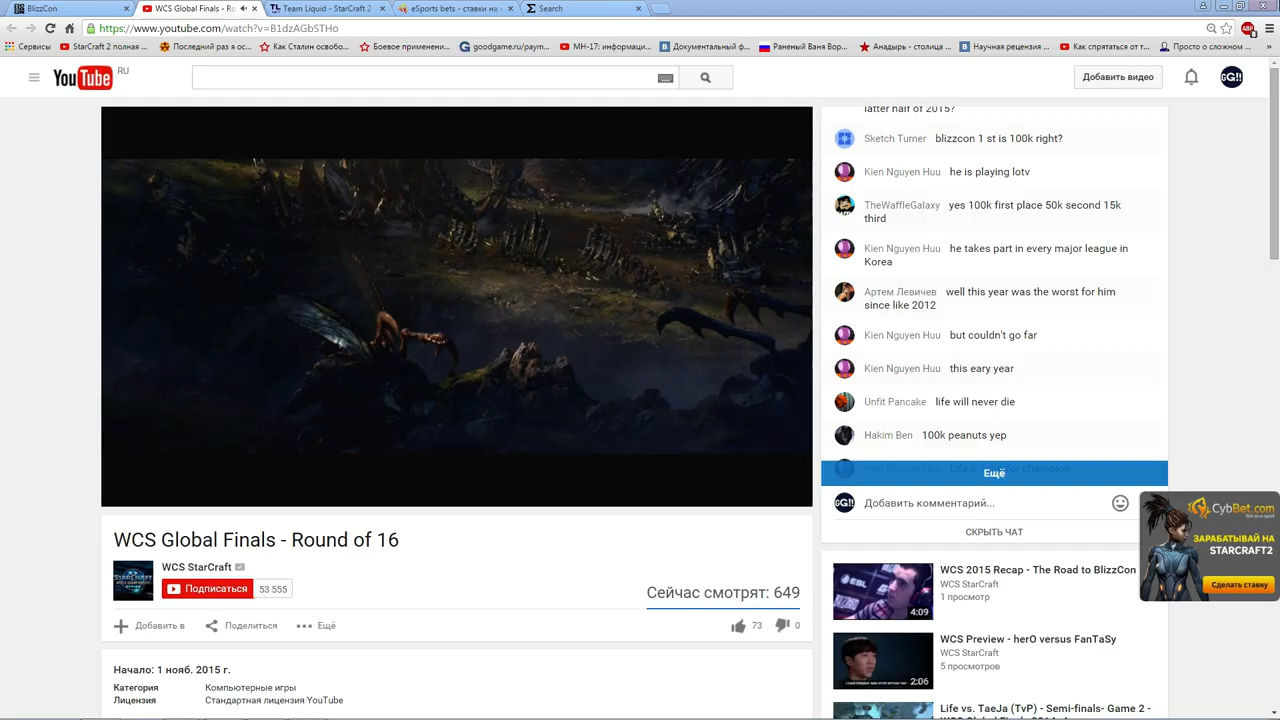 BlizzCon
WCS Global Finals - Ro
Team Liquid - StarCraft 2
eSports bets - ставки на к
Search
https://www.youtube.com/watch?v=B1dzAGbSTHo
Сервисы
StarCraft 2 полная ...
Последний раз я ос...
Как Сталин освобо...
Боевое применени...
goodgame.ru/paym...
МН-17: информаци...
Документальный ф...
Раненый Ваня Вор...
Анадырь - столица ...
Научная рецензия ...
Как спрятаться от т...
Просто о сложном ...
You Tube RU
Добавить видео
GG!!
latter half of 2015?
Sketch Turner blizzcon 1 st is 100k right?
Kien Nguyen Huu he is playing lotv
TheWaffleGalaxy yes 100k first place 50k second 15k
third
Kien Nguyen Huu he takes part in every major league in
Korea
Артем Левичев well this year was the worst for him
since like 2012
Kien Nguyen Huu but couldn't go far
Kien Nguyen Huu this eary year
Unfit Pancake life will never die
Hakim Ben 100k peanuts yep
Ещё
GG!! Добавить комментарий...
СКРЫТЬ ЧАТ
CybBet.com
ЗАРАБАТЫВАЙ НА
STARCRAFT2
Сделать ставку
WCS Global Finals - Round of 16
WCS StarCraft
Подписаться 53 555
Сейчас смотрят: 649
Добавить в Поделиться Ещё
73 0
Начало: 1 нояб. 2015 г.
Категория Компьютерные игры
Лицензия Стандартная лицензия YouTube
WCS 2015 Recap - The Road to BlizzCon
WCS StarCraft
1 просмотр
4:09
WCS Preview - herO versus FanTaSy
WCS StarCraft
5 просмотров
2:06
Life vs. TaeJa (TvP) - Semi-finals- Game 2 -